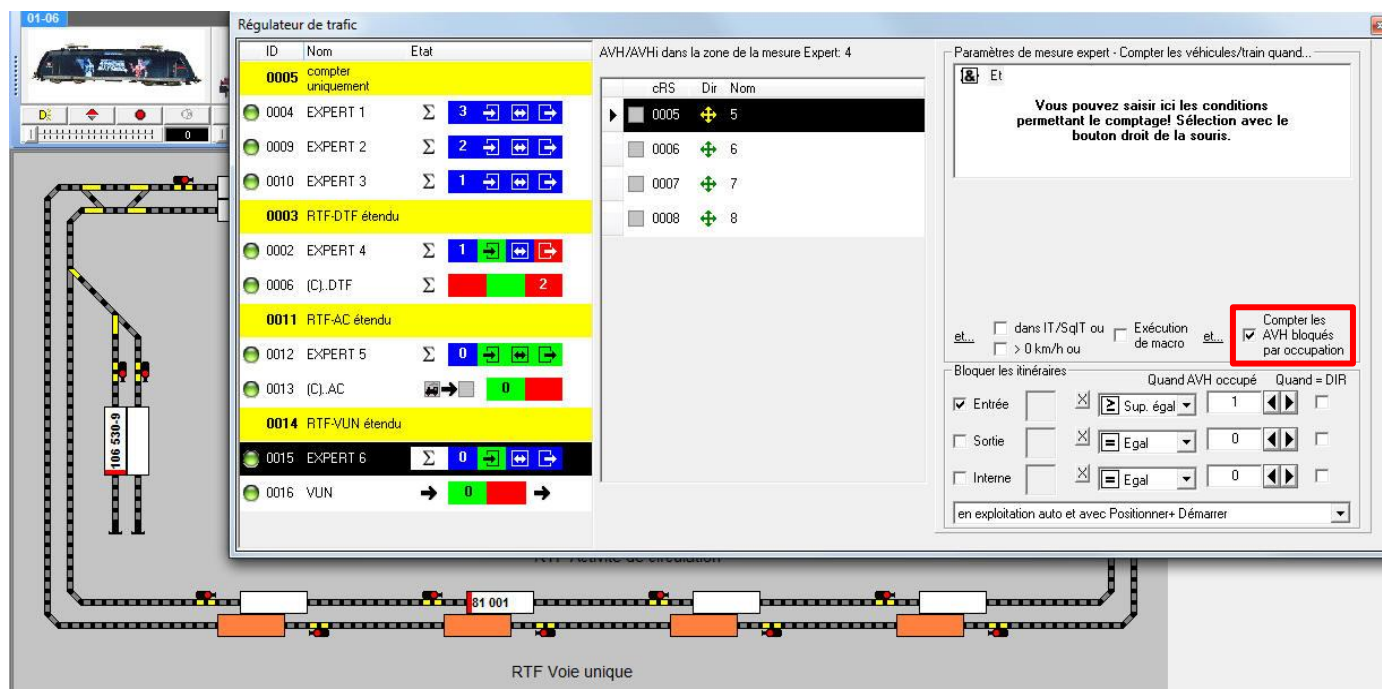 01-06
Régulateur de trafic
0
ID Nom Etat
0005 compter uniquement
0004 EXPERT 1 Σ 3
0009 EXPERT 2 Σ 2
0010 EXPERT 3 Σ 1
0003 RTF-DTF étendu
0002 EXPERT 4 Σ 1
0006 (C)..DTF Σ 2
0011 RTF-AC étendu
0012 EXPERT 5 Σ 0
0013 (C)..AC 0
0014 RTF-VUN étendu
0015 EXPERT 6 Σ 0
0016 VUN 0
AVH/AVHi dans la zone de la mesure Expert: 4
cRS Dir Nom
0005 5
0006 6
0007 7
0008 8
Paramètres de mesure expert - Compter les véhicules/train quand...
& Et
Vous pouvez saisir ici les conditions
permettant le comptage! Sélection avec le
bouton droit de la souris.
et...
dans IT/SqIT ou
> 0 km/h ou
Exécution
de macro
et...
Compter les
AVH bloqués
par occupation
Bloquer les itinéraires
Quand AVH occupé Quand = DIR
Entrée X ≥ Sup. égal 1
Sortie X = Egal 0
Interne X = Egal 0
en exploitation auto et avec Positionner+ Démarrer
106 530-9
81 001
RTF Voie unique